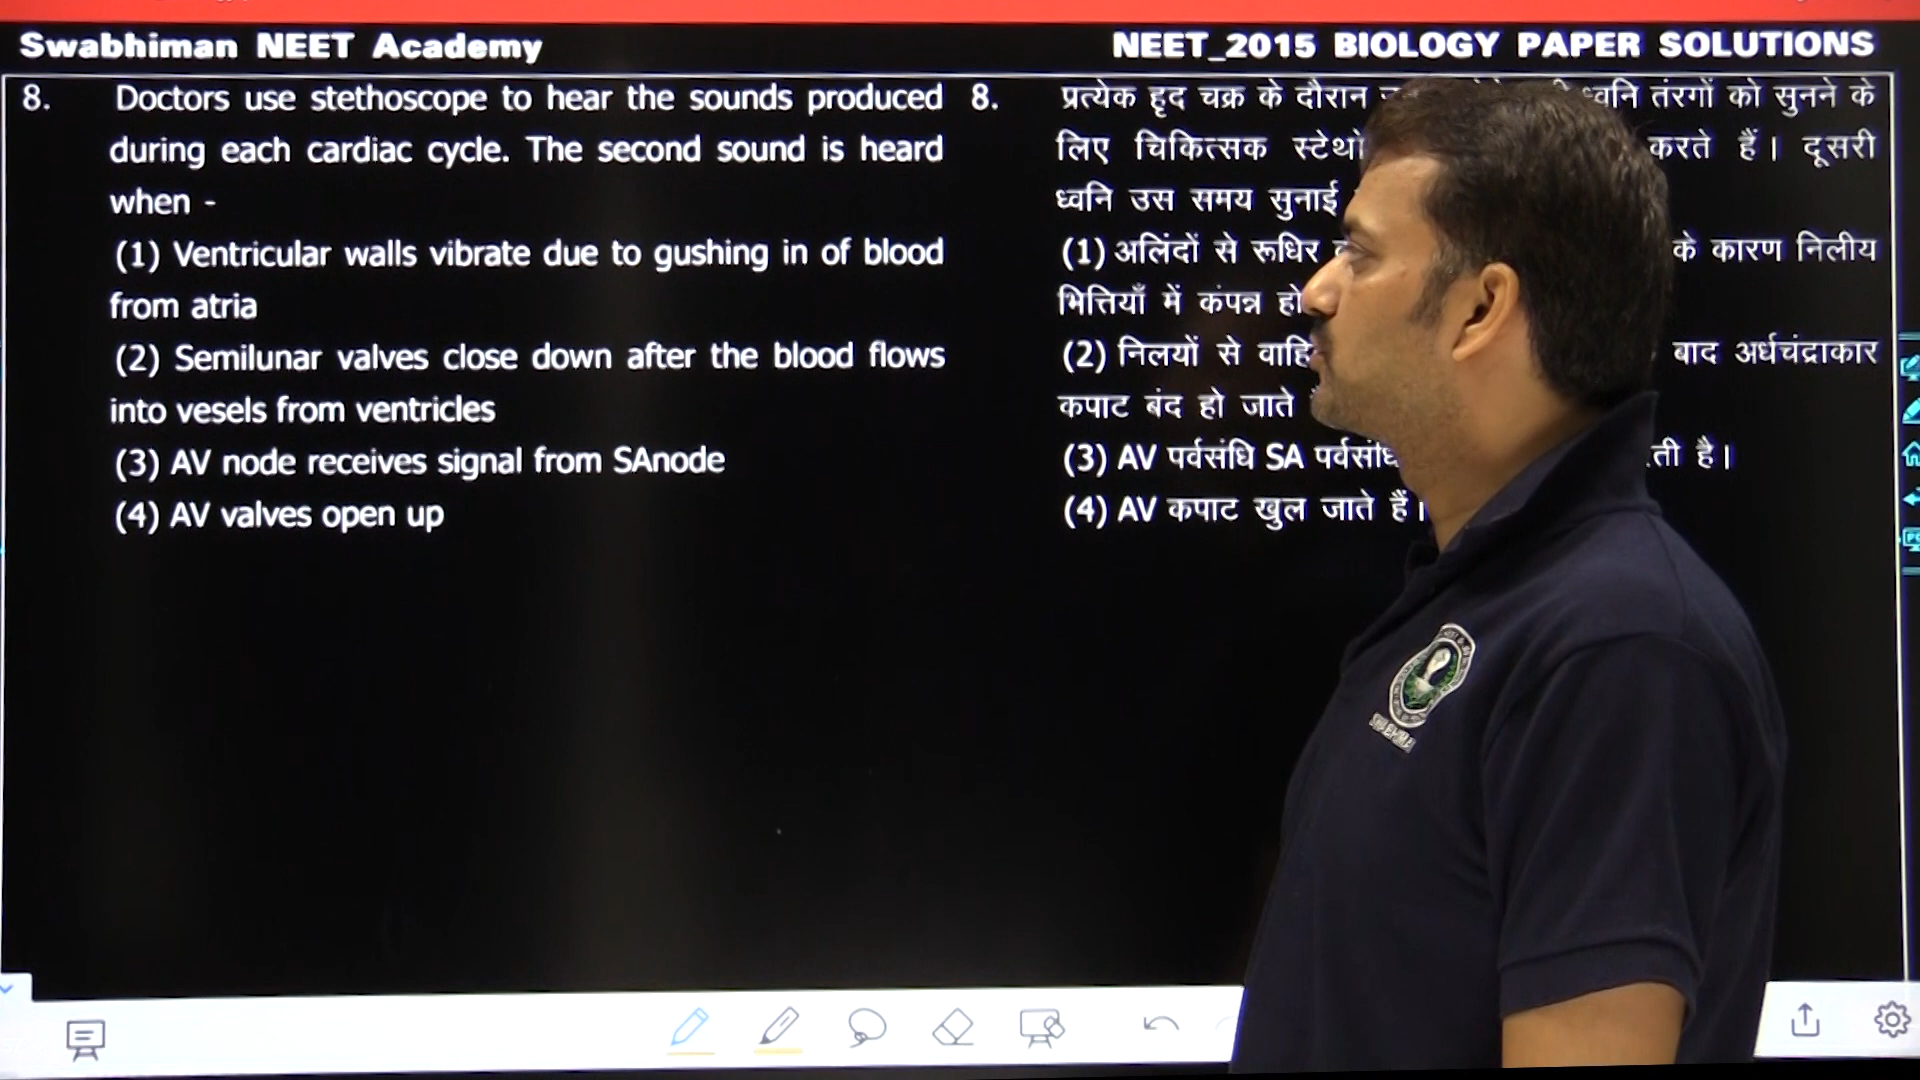 Swabhiman NEET Academy
NEET_2015 BIOLOGY PAPER SOLUTIONS
8. Doctors use stethoscope to hear the sounds produced
during each cardiac cycle. The second sound is heard
when -
(1) Ventricular walls vibrate due to gushing in of blood
from atria
(2) Semilunar valves close down after the blood flows
into vesels from ventricles
(3) AV node receives signal from SAnode
(4) AV valves open up
8. प्रत्येक हृद चक्र के दौरान ध्वनि तरंगों को सुनने के
लिए चिकित्सक करते हैं। दूसरी
ध्वनि उस समय सुनाई
(1) अलिंदों से रूधिर के कारण निलीय
भित्तियाँ में कंपन्न
(2) निलयों से बाद अर्धचंद्राकार
कपाट बंद हो जाते
(3) AV पर्वसंधि SA है।
(4) AV कपाट खुल जाते हैं।